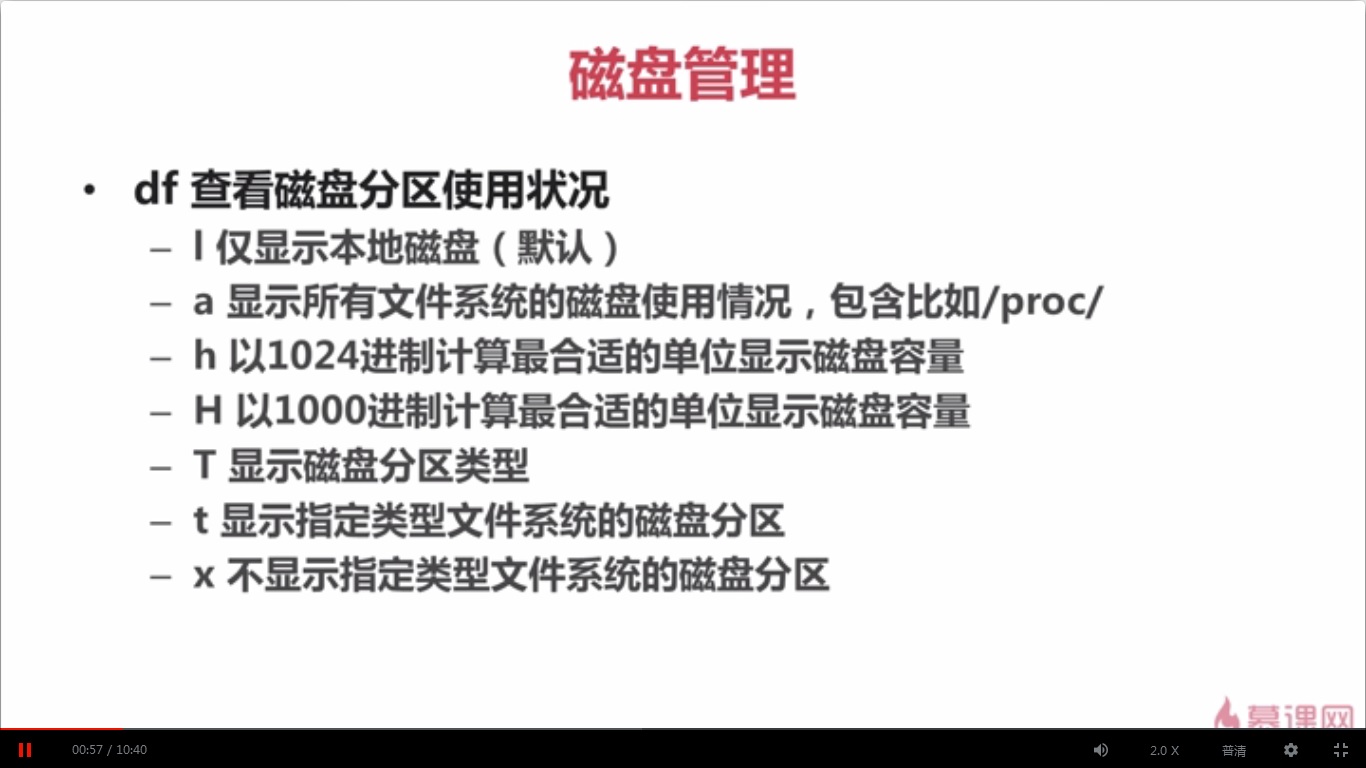 磁盘管理
• df 查看磁盘分区使用状况
– l 仅显示本地磁盘（默认）
– a 显示所有文件系统的磁盘使用情况，包含比如/proc/
– h 以1024进制计算最合适的单位显示磁盘容量
– H 以1000进制计算最合适的单位显示磁盘容量
– T 显示磁盘分区类型
– t 显示指定类型文件系统的磁盘分区
– x 不显示指定类型文件系统的磁盘分区
慕课网
00:57 / 10:40 2.0 X 普清